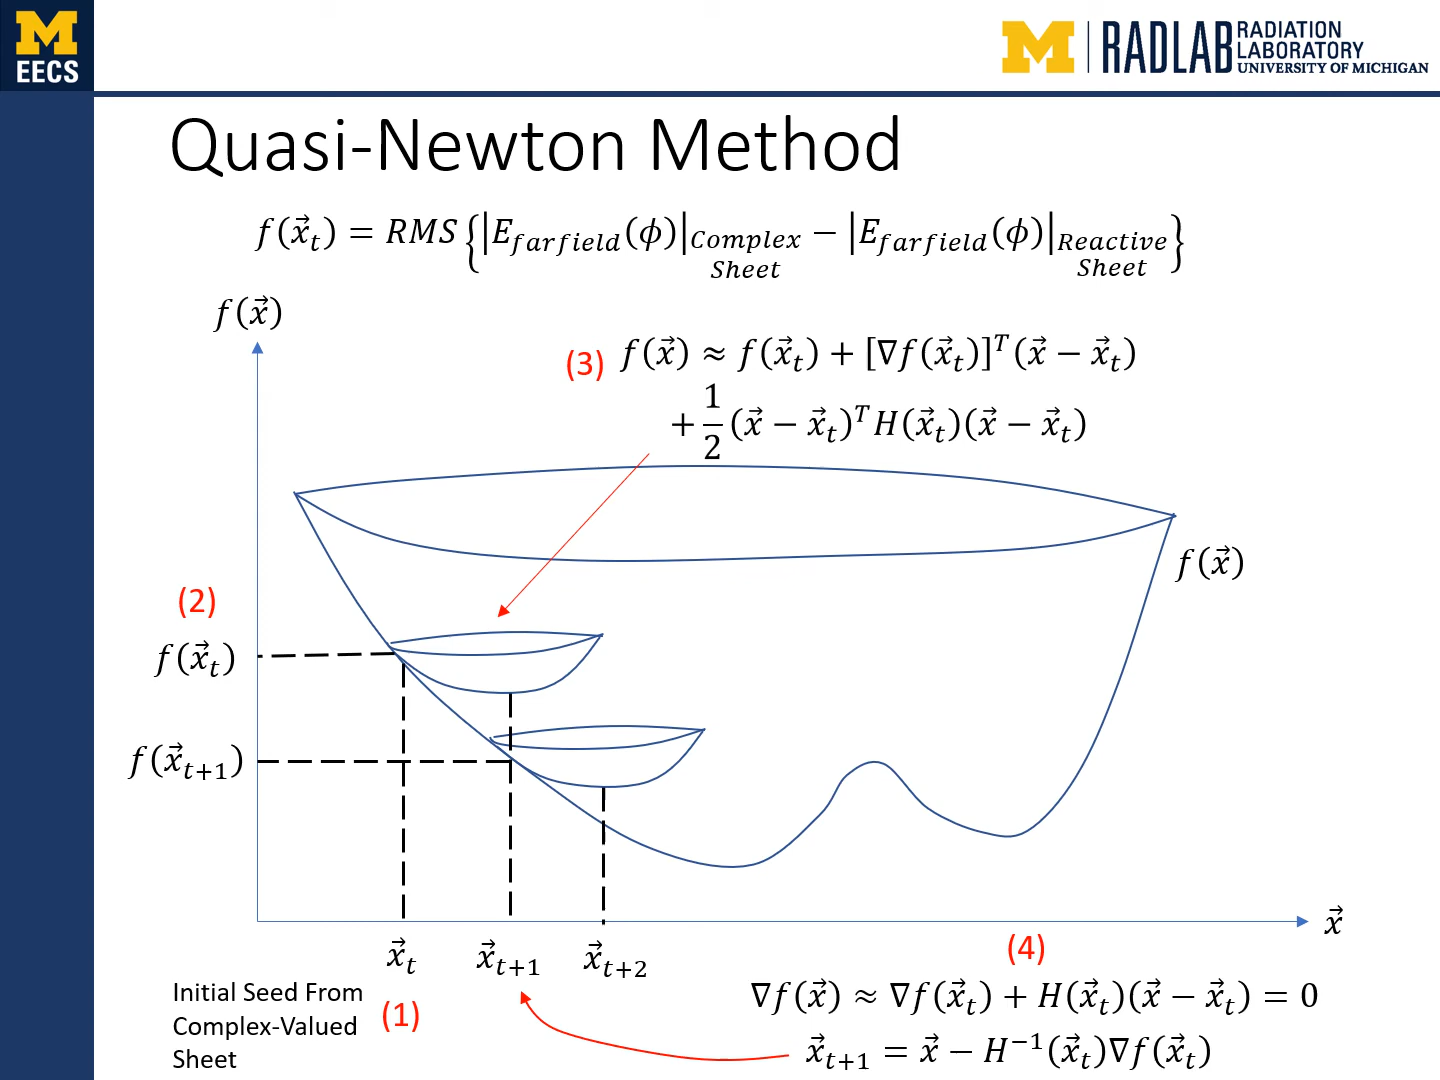 M
EECS
M | RADLAB RADIATION
LABORATORY
UNIVERSITY OF MICHIGAN
Quasi-Newton Method
f(x⃗_t) = RMS{|E_farfield(ϕ)|_Complex Sheet − |E_farfield(ϕ)|_Reactive Sheet}
f(x⃗)
(3) f(x⃗) ≈ f(x⃗_t) + [∇f(x⃗_t)]^T(x⃗ − x⃗_t)
+ 1/2 (x⃗ − x⃗_t)^T H(x⃗_t)(x⃗ − x⃗_t)
f(x⃗)
(2)
f(x⃗_t)
f(x⃗_{t+1})
x⃗
x⃗_t x⃗_{t+1} x⃗_{t+2}
(4)
Initial Seed From
Complex-Valued
Sheet
(1)
∇f(x⃗) ≈ ∇f(x⃗_t) + H(x⃗_t)(x⃗ − x⃗_t) = 0
x⃗_{t+1} = x⃗ − H^{−1}(x⃗_t)∇f(x⃗_t)